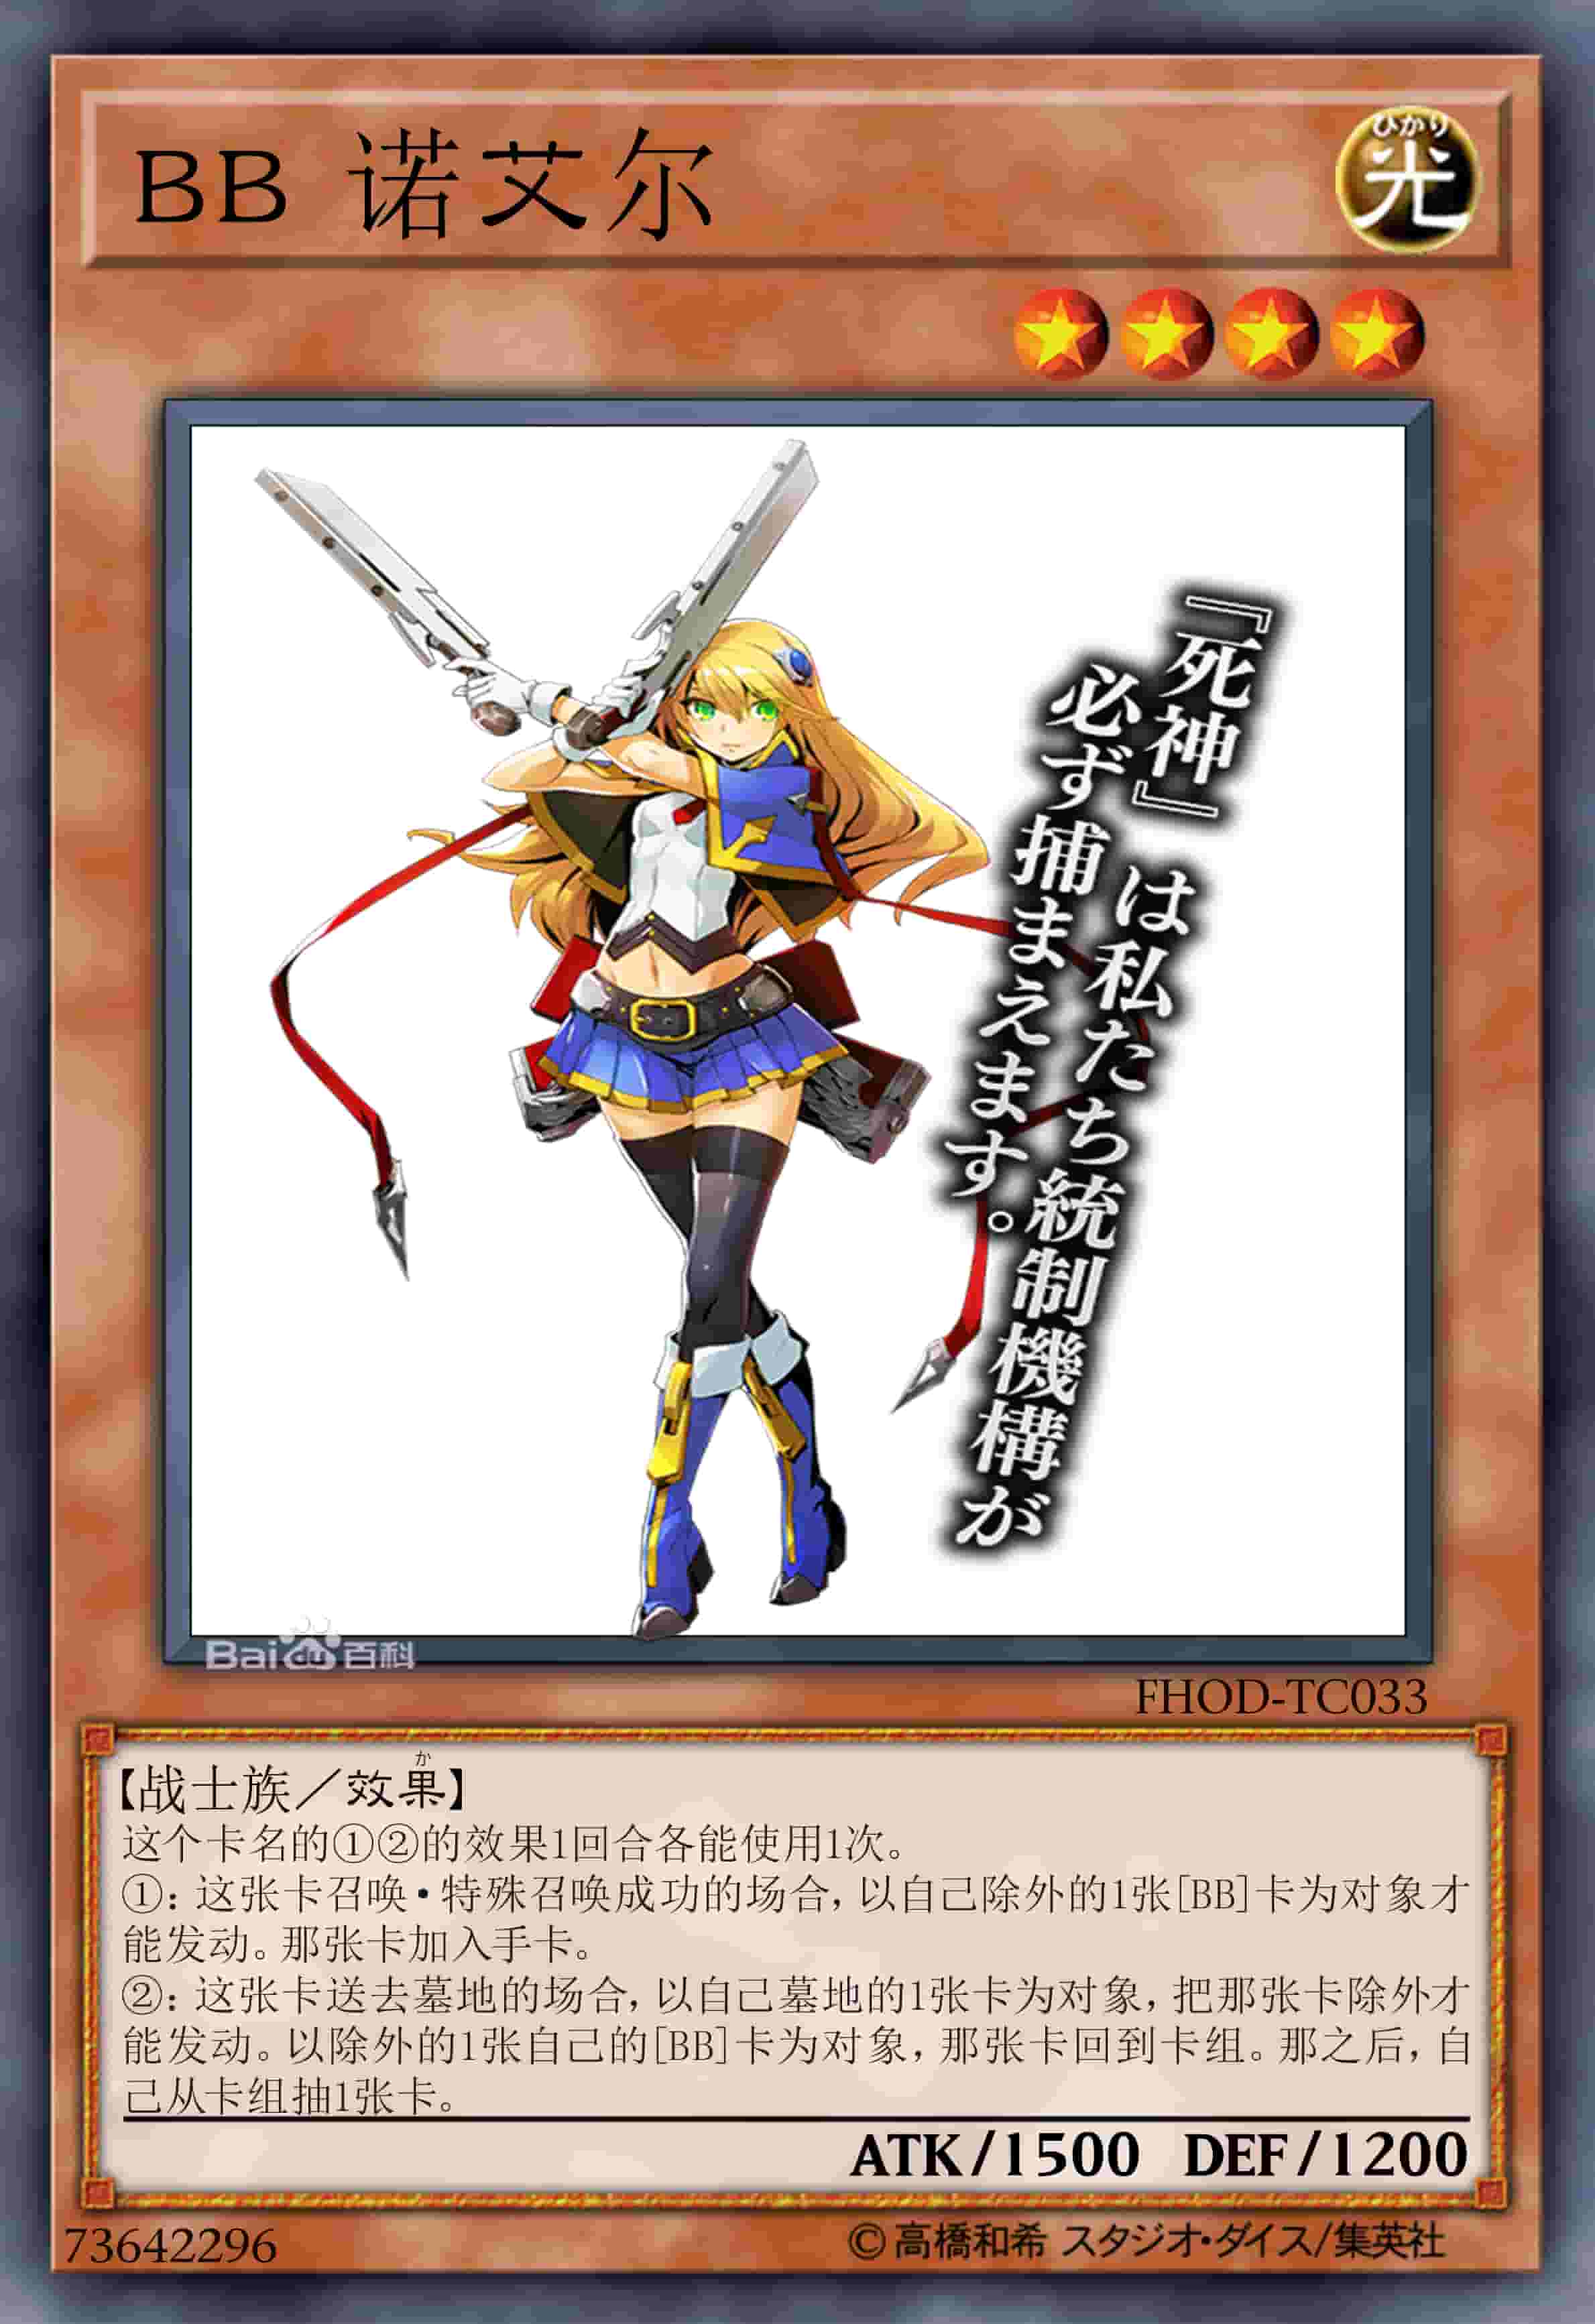 BB 诺艾尔
ひかり
光
『死神』は私たち統制機構が
必ず捕まえます。
Bai du 百科
FHOD-TC033
か
【战士族／效果】
这个卡名的①②的效果1回合各能使用1次。
①：这张卡召唤·特殊召唤成功的场合，以自己除外的1张[BB]卡为对象才
能发动。那张卡加入手卡。
②：这张卡送去墓地的场合，以自己墓地的1张卡为对象，把那张卡除外才
能发动。以除外的1张自己的[BB]卡为对象，那张卡回到卡组。那之后，自
己从卡组抽1张卡。
ATK/1500 DEF/1200
73642296
©高橋和希 スタジオ・ダイス/集英社